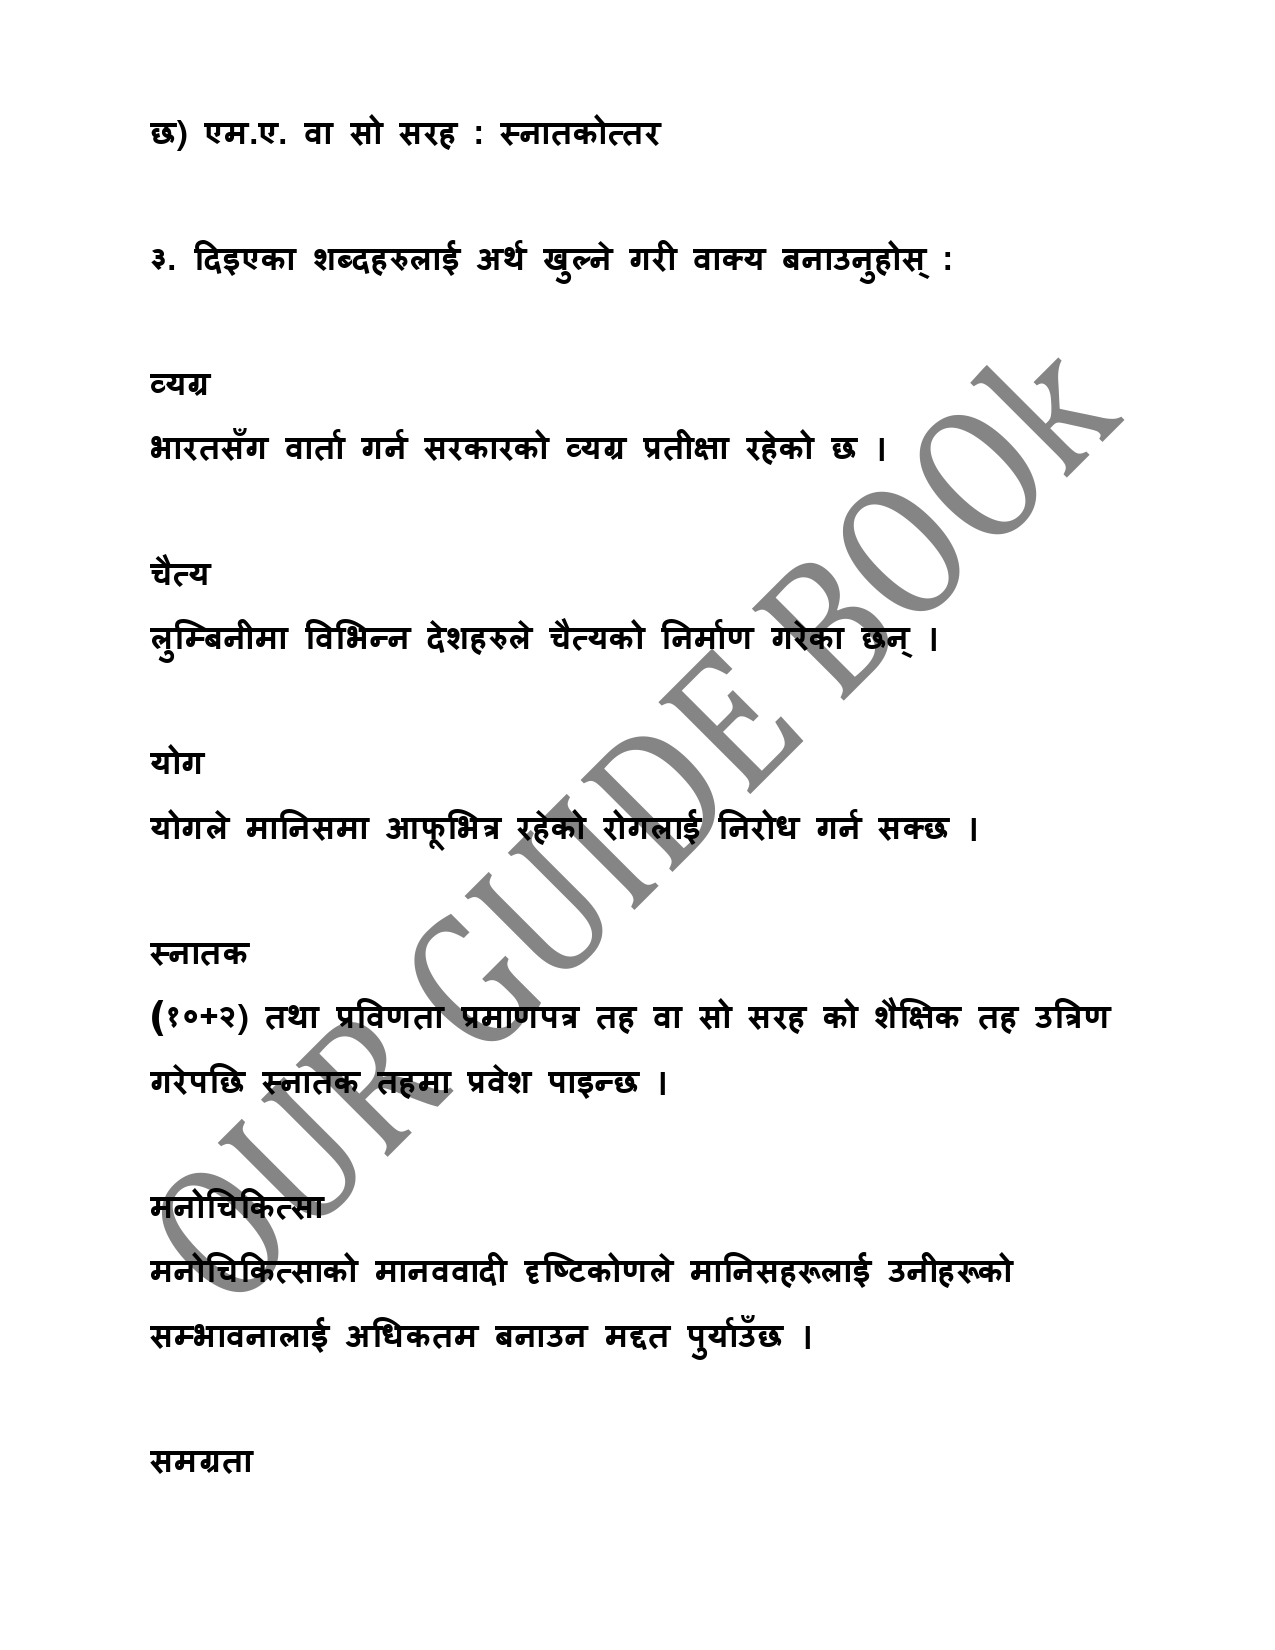 छ) एम.ए. वा सो सरह : स्नातकोत्तर
३. दिइएका शब्दहरुलाई अर्थ खुल्ने गरी वाक्य बनाउनुहोस् :
व्यग्र
भारतसँग वार्ता गर्न सरकारको व्यग्र प्रतीक्षा रहेको छ ।
चैत्य
लुम्बिनीमा विभिन्न देशहरुले चैत्यको निर्माण गरेका छन् ।
योग
योगले मानिसमा आफूभित्र रहेको रोगलाई निरोध गर्न सक्छ ।
स्नातक
(१०+२) तथा प्रविणता प्रमाणपत्र तह वा सो सरह को शैक्षिक तह उत्रिण
गरेपछि स्नातक तहमा प्रवेश पाइन्छ ।
मनोचिकित्सा
मनोचिकित्साको मानववादी दृष्टिकोणले मानिसहरूलाई उनीहरूको
सम्भावनालाई अधिकतम बनाउन मद्दत पुर्याउँछ ।
समग्रता
OUR GUIDE BOOk